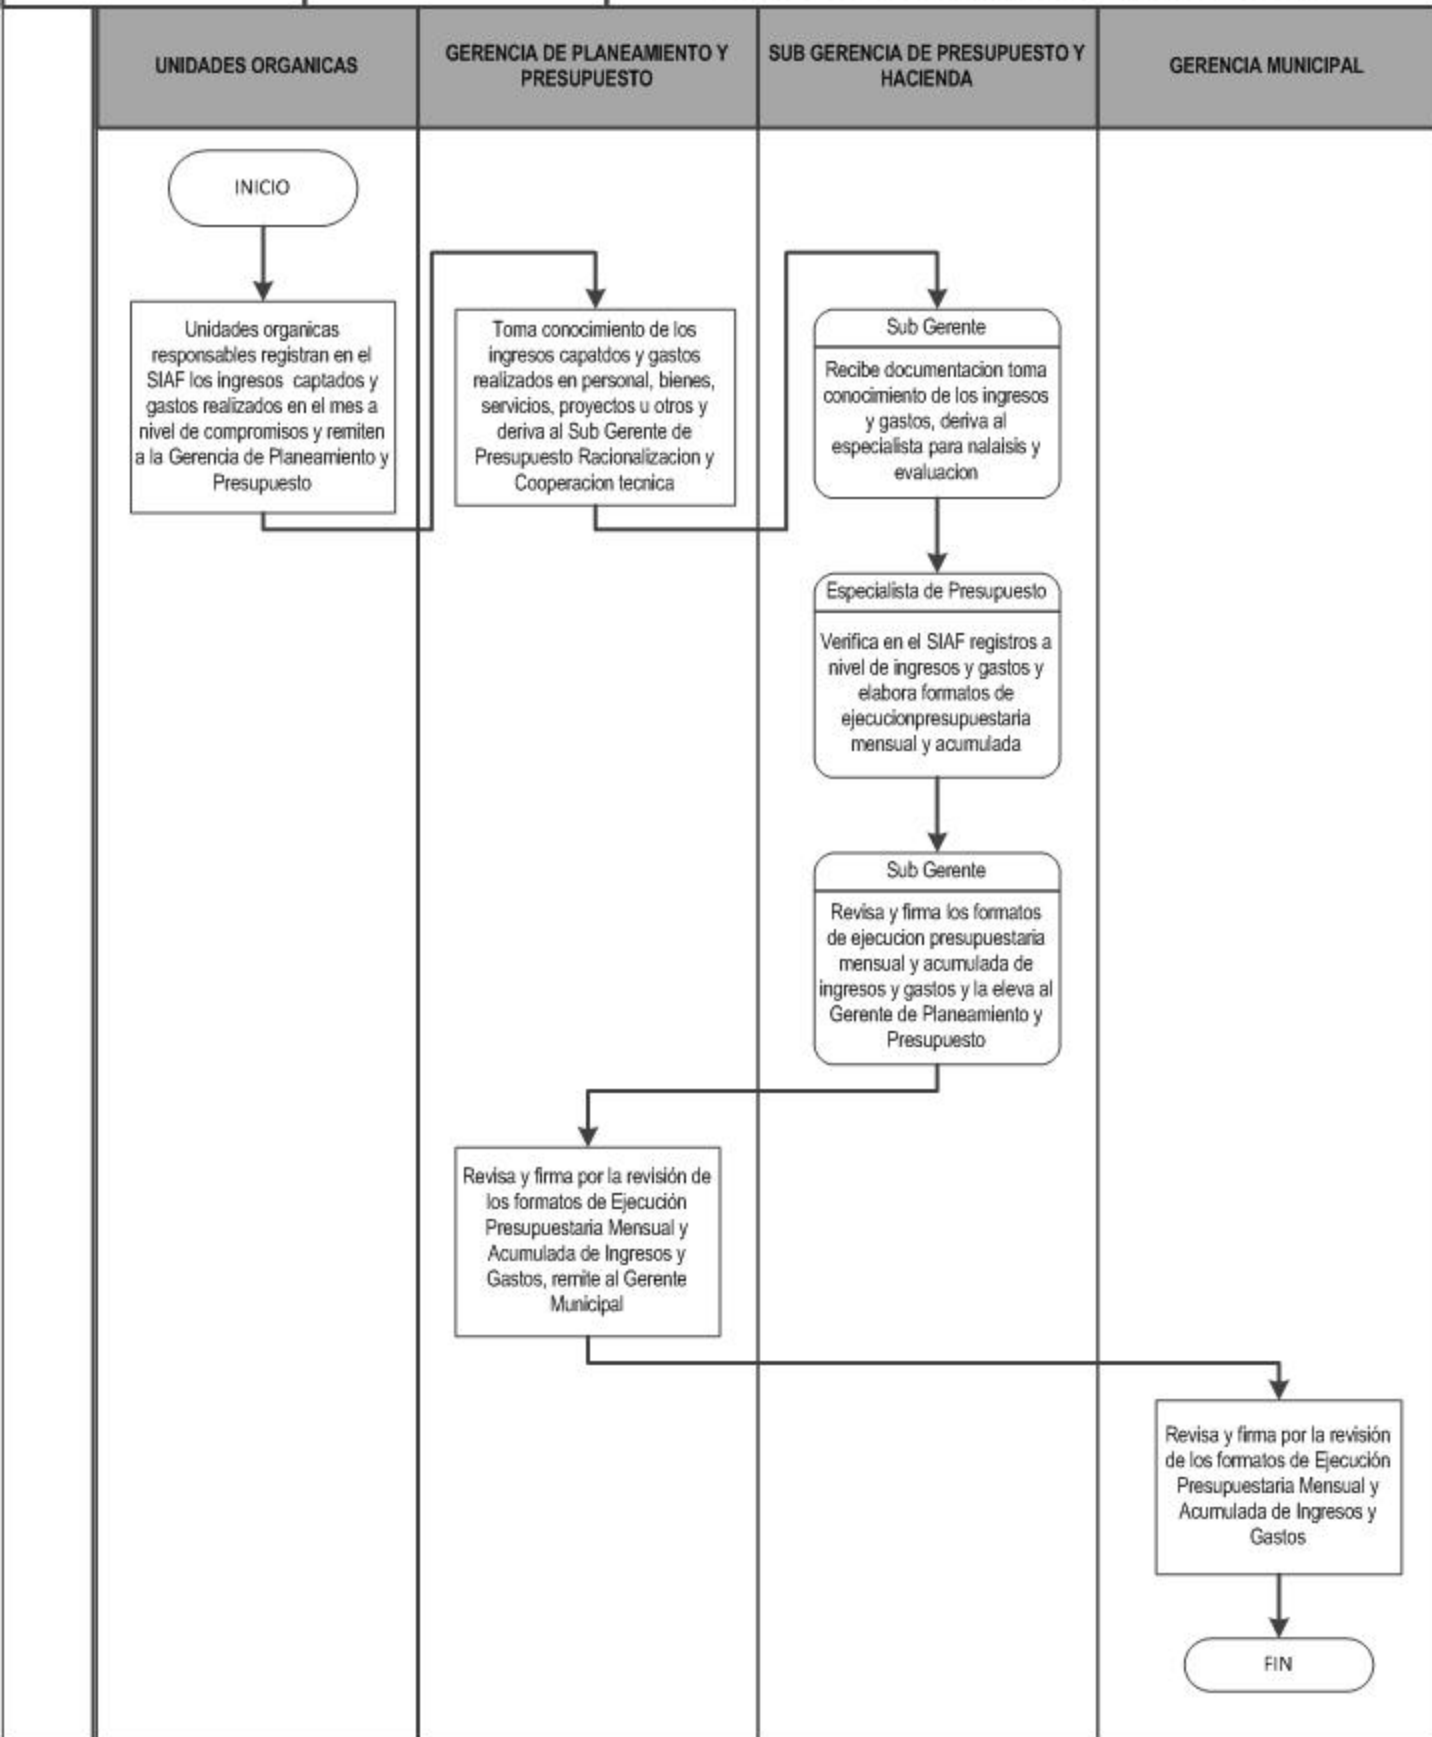 UNIDADES ORGANICAS
GERENCIA DE PLANEAMIENTO Y
PRESUPUESTO
SUB GERENCIA DE PRESUPUESTO Y
HACIENDA
GERENCIA MUNICIPAL
INICIO
Unidades organicas
responsables registran en el
SIAF los ingresos captados y
gastos realizados en el mes a
nivel de compromisos y remiten
a la Gerencia de Planeamiento y
Presupuesto
Toma conocimiento de los
ingresos capatdos y gastos
realizados en personal, bienes,
servicios, proyectos u otros y
deriva al Sub Gerente de
Presupuesto Racionalizacion y
Cooperacion tecnica
Sub Gerente
Recibe documentacion toma
conocimiento de los ingresos
y gastos, deriva al
especialista para nalaisis y
evaluacion
Especialista de Presupuesto
Verifica en el SIAF registros a
nivel de ingresos y gastos y
elabora formatos de
ejecucionpresupuestaria
mensual y acumulada
Sub Gerente
Revisa y firma los formatos
de ejecucion presupuestaria
mensual y acumulada de
ingresos y gastos y la eleva al
Gerente de Planeamiento y
Presupuesto
Revisa y firma por la revisión de
los formatos de Ejecución
Presupuestaria Mensual y
Acumulada de Ingresos y
Gastos, remite al Gerente
Municipal
Revisa y firma por la revisión
de los formatos de Ejecución
Presupuestaria Mensual y
Acumulada de Ingresos y
Gastos
FIN